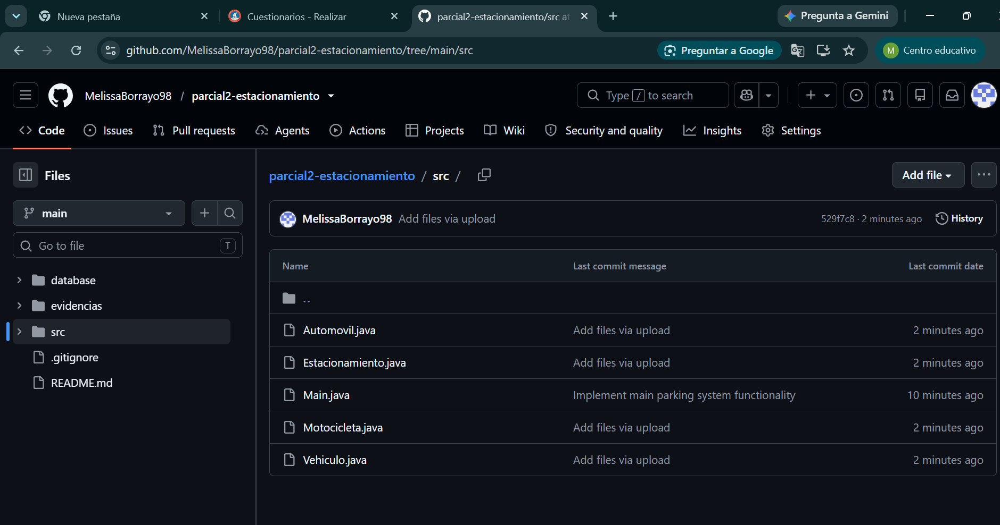 Nueva pestaña
Cuestionarios - Realizar
parcial2-estacionamiento/src at
Pregunta a Gemini
github.com/MelissaBorrayo98/parcial2-estacionamiento/tree/main/src
Preguntar a Google
M Centro educativo
MelissaBorrayo98 / parcial2-estacionamiento
Type / to search
Code
Issues
Pull requests
Agents
Actions
Projects
Wiki
Security and quality
Insights
Settings
Files
main
Go to file
T
database
evidencias
src
.gitignore
README.md
parcial2-estacionamiento / src /
Add file
MelissaBorrayo98 Add files via upload
529f7c8 · 2 minutes ago
History
Name Last commit message Last commit date
..
Automovil.java Add files via upload 2 minutes ago
Estacionamiento.java Add files via upload 2 minutes ago
Main.java Implement main parking system functionality 10 minutes ago
Motocicleta.java Add files via upload 2 minutes ago
Vehiculo.java Add files via upload 2 minutes ago